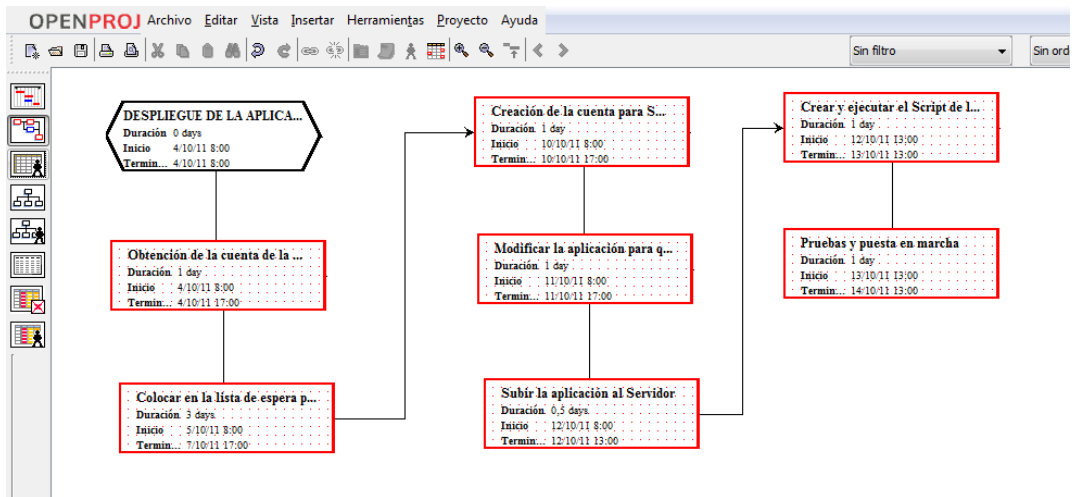 OPENPROJ Archivo Editar Vista Insertar Herramientas Proyecto Ayuda
Sin filtro
Sin ord
DESPLIEGUE DE LA APLICA...
Duración 0 days
Inicio 4/10/11 8:00
Termin... 4/10/11 8:00
Obtención de la cuenta de la ...
Duración 1 day
Inicio 4/10/11 8:00
Termin... 4/10/11 17:00
Colocar en la lista de espera p...
Duración 3 days
Inicio 5/10/11 8:00
Termin... 7/10/11 17:00
Creación de la cuenta para S...
Duración 1 day
Inicio 10/10/11 8:00
Termin... 10/10/11 17:00
Modificar la aplicación para q...
Duración 1 day
Inicio 11/10/11 8:00
Termin... 11/10/11 17:00
Subir la aplicación al Servidor
Duración 0,5 days
Inicio 12/10/11 8:00
Termin... 12/10/11 13:00
Crear y ejecutar el Script de l...
Duración 1 day
Inicio 12/10/11 13:00
Termin... 13/10/11 13:00
Pruebas y puesta en marcha
Duración 1 day
Inicio 13/10/11 13:00
Termin... 14/10/11 13:00